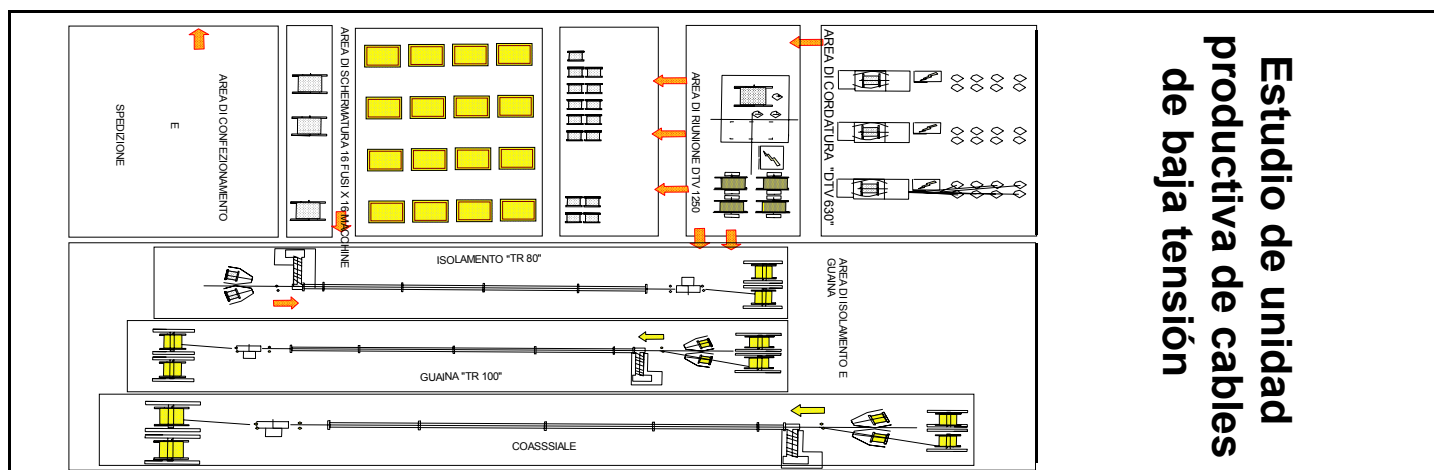 Estudio de unidad
productiva de cables
de baja tensión
AREA DI CORDATURA "DTV 630"
AREA DI RIUNIONE DTV 1250
AREA DI SCHERMATURA 16 FUSI X 16 MACCHINE
AREA DI CONFEZIONAMENTO
E
SPEDIZIONE
AREA DI ISOLAMENTO E
GUAINA
ISOLAMENTO "TR 80"
GUAINA "TR 100"
COASSSIALE